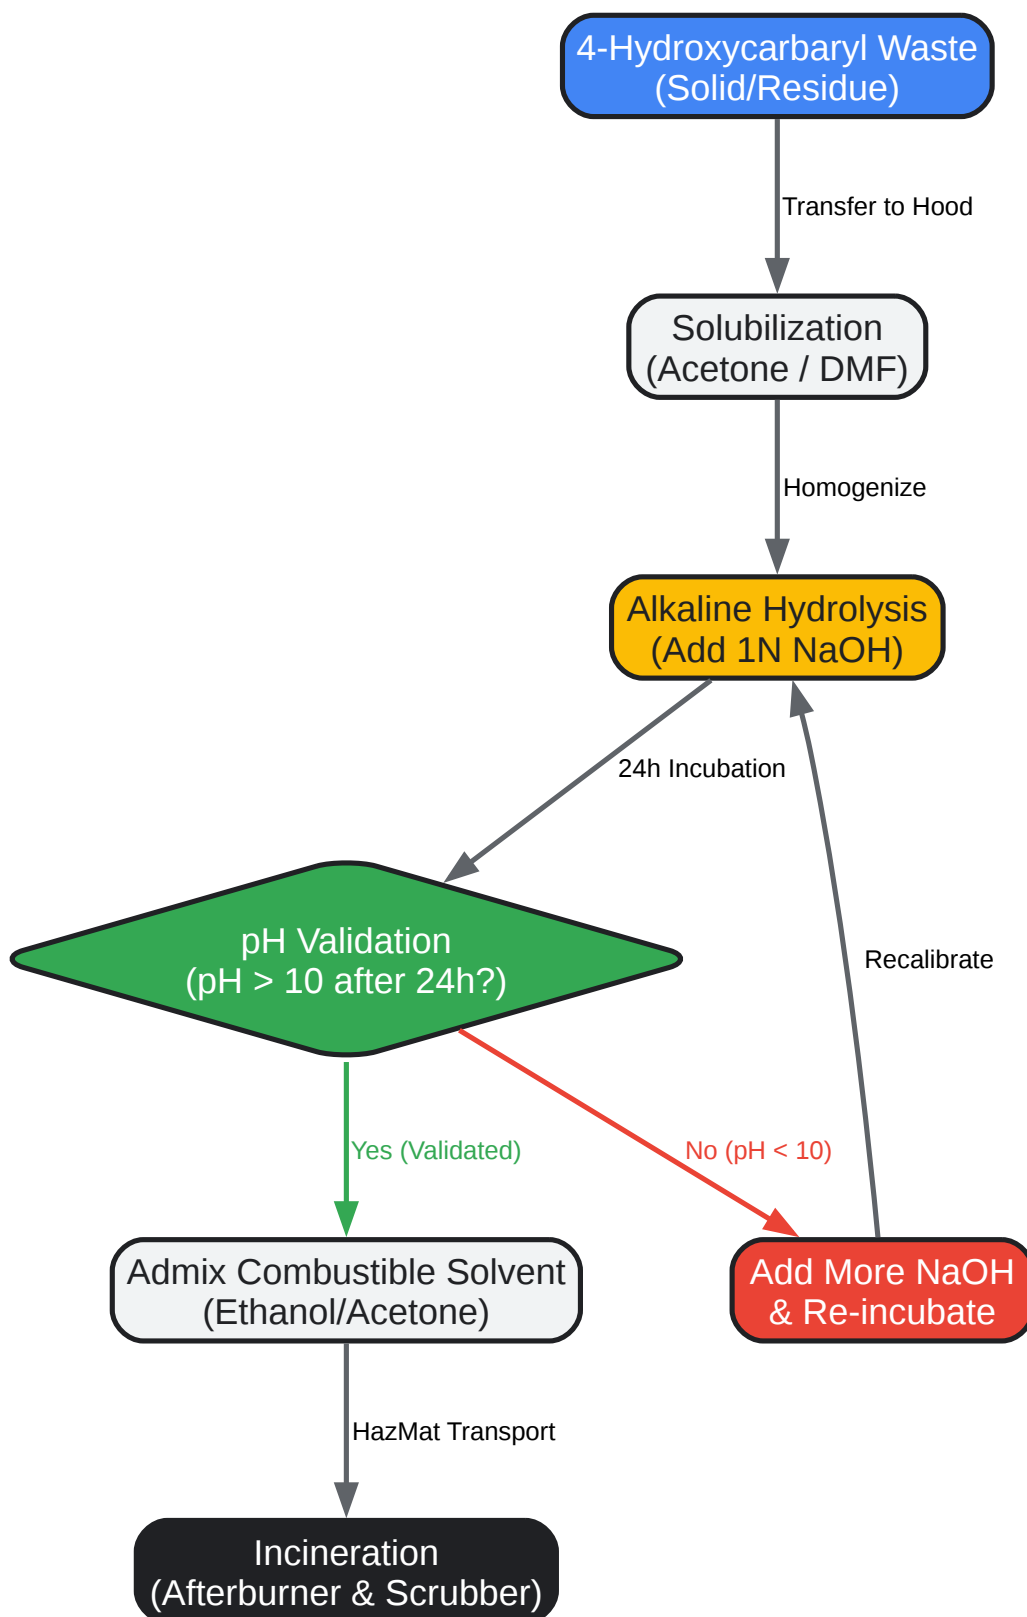 4-Hydroxycarbaryl Waste
(Solid/Residue)
Transfer to Hood
Solubilization
(Acetone / DMF)
Homogenize
Alkaline Hydrolysis
(Add 1N NaOH)
24h Incubation
pH Validation
(pH > 10 after 24h?)
Recalibrate
Yes (Validated)
No (pH < 10)
Admix Combustible Solvent
(Ethanol/Acetone)
Add More NaOH
& Re-incubate
HazMat Transport
Incineration
(Afterburner & Scrubber)